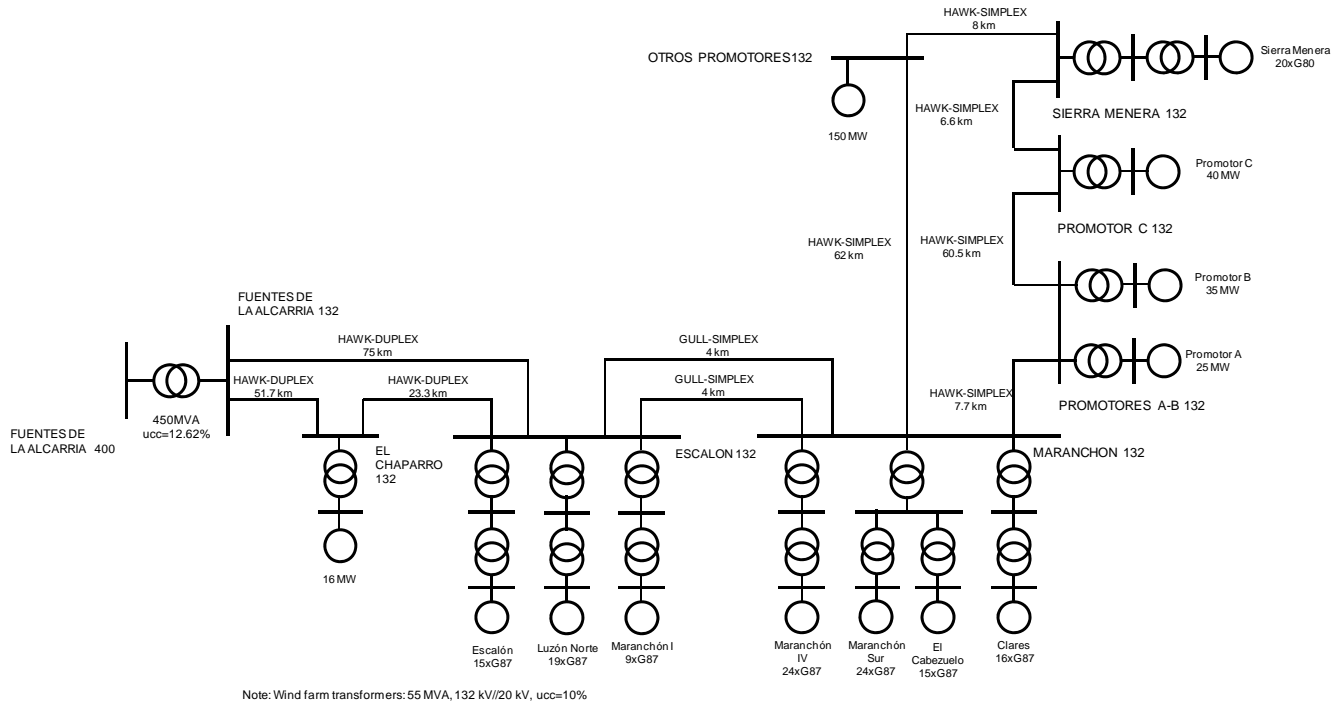 HAWK-SIMPLEX
8 km
OTROS PROMOTORES132
150 MW
Sierra Menera
20xG80
SIERRA MENERA 132
HAWK-SIMPLEX
6.6 km
Promotor C
40 MW
PROMOTOR C 132
HAWK-SIMPLEX
62 km
HAWK-SIMPLEX
60.5 km
Promotor B
35 MW
Promotor A
25 MW
PROMOTORES A-B 132
HAWK-SIMPLEX
7.7 km
FUENTES DE
LA ALCARRIA 132
HAWK-DUPLEX
75 km
GULL-SIMPLEX
4 km
HAWK-DUPLEX
51.7 km
HAWK-DUPLEX
23.3 km
GULL-SIMPLEX
4 km
FUENTES DE
LA ALCARRIA 400
450MVA
ucc=12.62%
EL
CHAPARRO
132
ESCALON 132
MARANCHON 132
16 MW
Escalón
15xG87
Luzón Norte
19xG87
Maranchón I
9xG87
Maranchón
IV
24xG87
Maranchón
Sur
24xG87
El
Cabezuelo
15xG87
Clares
16xG87
Note: Wind farm transformers: 55 MVA, 132 kV//20 kV, ucc=10%